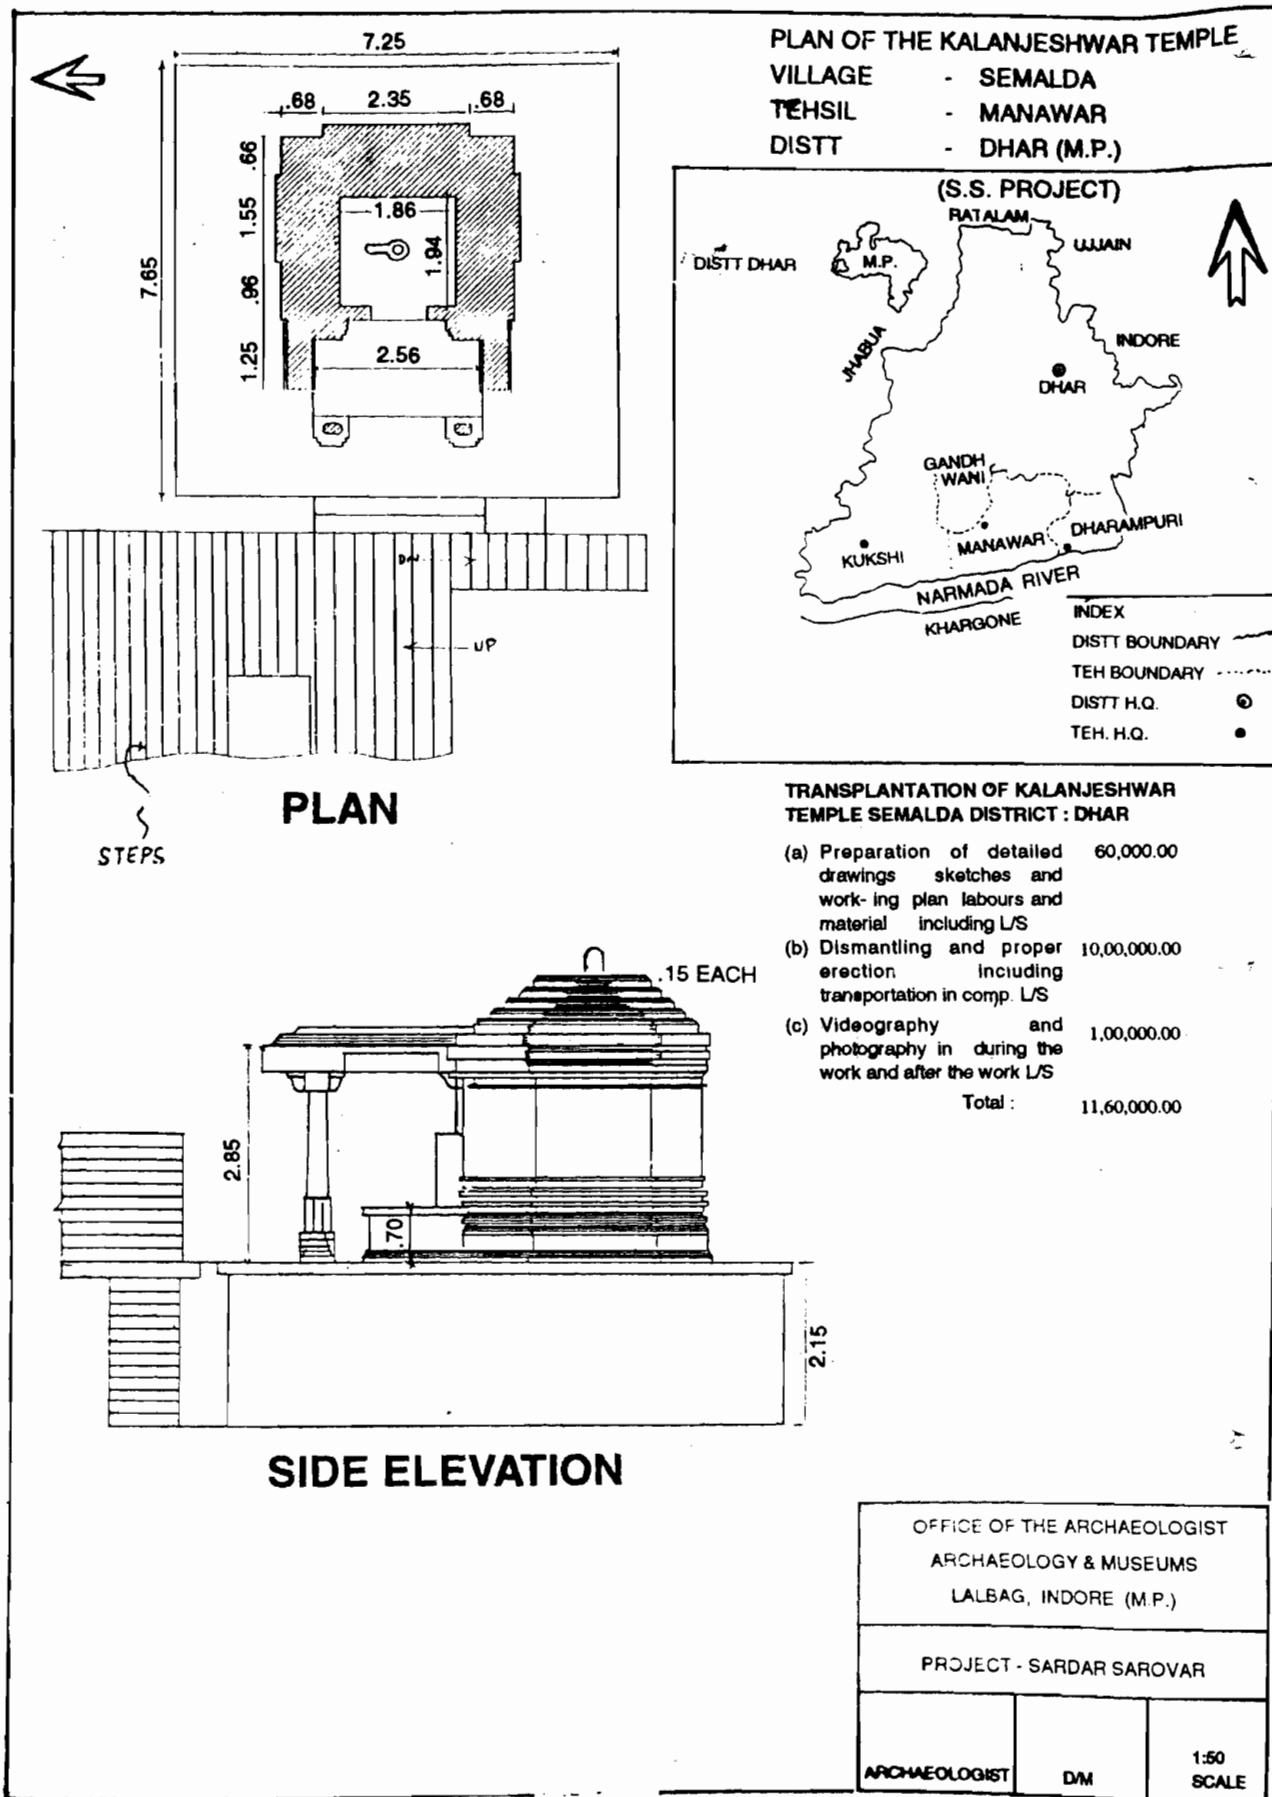 PLAN OF THE KALANJESHWAR TEMPLE
VILLAGE - SEMALDA
TEHSIL - MANAWAR
DISTT - DHAR (M.P.)
7.25
7.65
.68
2.35
.68
.66
1.55
.96
1.25
1.86
1.94
2.56
DN
UP
STEPS
PLAN
(S.S. PROJECT)
RATALAM
UJJAIN
DISTT DHAR
M.P.
JHABUA
INDORE
DHAR
GANDH
WANI
KUKSHI
MANAWAR
DHARAMPURI
NARMADA RIVER
KHARGONE
INDEX
DISTT BOUNDARY
TEH BOUNDARY
DISTT H.Q.
TEH. H.Q.
TRANSPLANTATION OF KALANJESHWAR
TEMPLE SEMALDA DISTRICT : DHAR
(a) Preparation of detailed 60,000.00
drawings sketches and
work- ing plan labours and
material including L/S
(b) Dismantling and proper 10,00,000.00
erection including
transportation in comp. L/S
(c) Videography and 1,00,000.00
photography in during the
work and after the work L/S
Total : 11,60,000.00
.15 EACH
2.85
.70
2.15
SIDE ELEVATION
OFFICE OF THE ARCHAEOLOGIST
ARCHAEOLOGY & MUSEUMS
LALBAG, INDORE (M.P.)
PROJECT - SARDAR SAROVAR
ARCHAEOLOGIST
D/M
1:50
SCALE